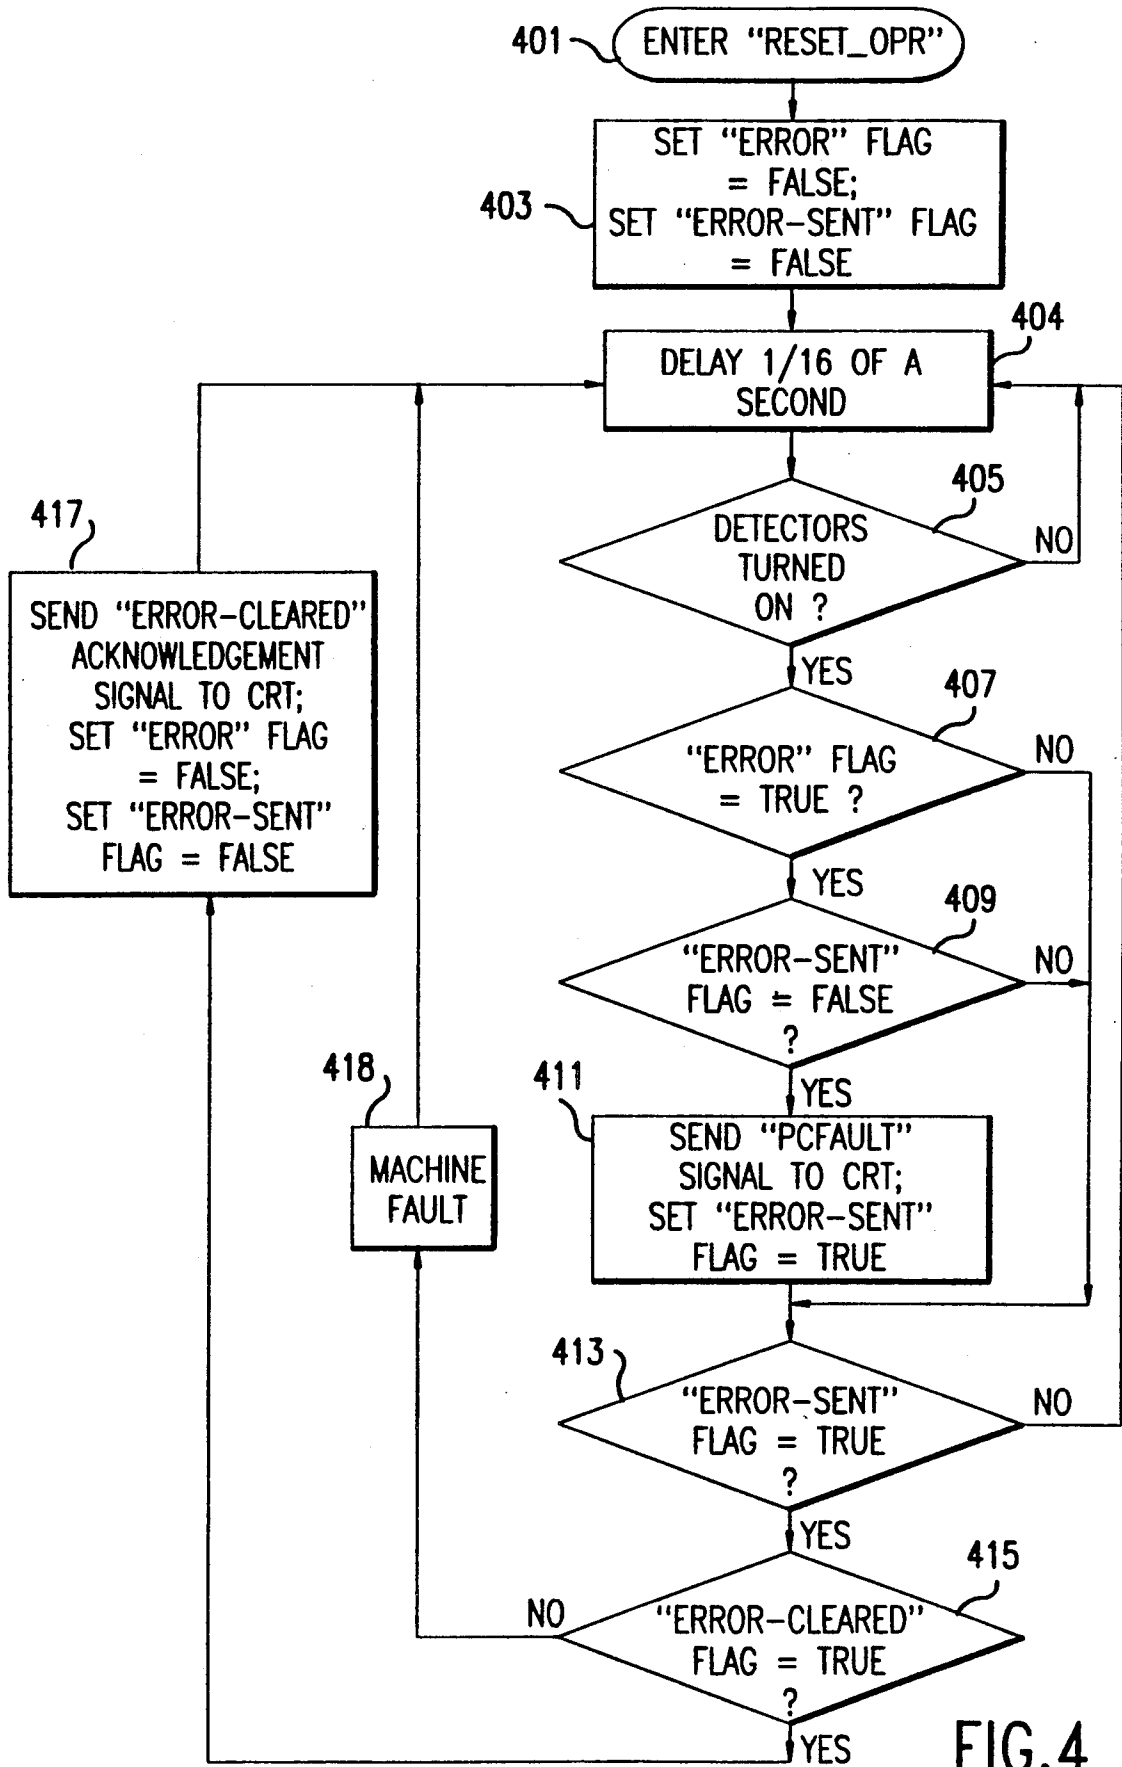 401
ENTER “RESET_OPR”
403
SET “ERROR” FLAG
= FALSE;
SET “ERROR-SENT” FLAG
= FALSE
404
DELAY 1/16 OF A
SECOND
405
DETECTORS
TURNED
ON ?
NO
YES
417
SEND “ERROR-CLEARED”
ACKNOWLEDGEMENT
SIGNAL TO CRT;
SET “ERROR” FLAG
= FALSE;
SET “ERROR-SENT”
FLAG = FALSE
407
“ERROR” FLAG
= TRUE ?
NO
YES
409
“ERROR-SENT”
FLAG = FALSE
?
NO
YES
418
MACHINE
FAULT
411
SEND “PCFAULT”
SIGNAL TO CRT;
SET “ERROR-SENT”
FLAG = TRUE
413
“ERROR-SENT”
FLAG = TRUE
?
NO
YES
415
“ERROR-CLEARED”
FLAG = TRUE
?
NO
YES
FIG.4